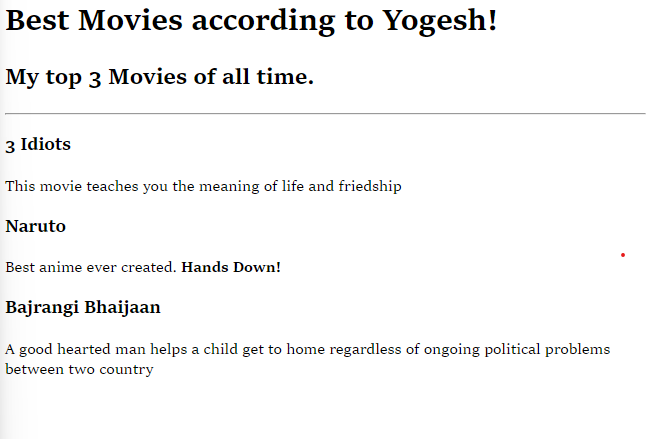 Best Movies according to Yogesh!
My top 3 Movies of all time.
3 Idiots
This movie teaches you the meaning of life and friedship
Naruto
Best anime ever created. Hands Down!
Bajrangi Bhaijaan
A good hearted man helps a child get to home regardless of ongoing political problems
between two country